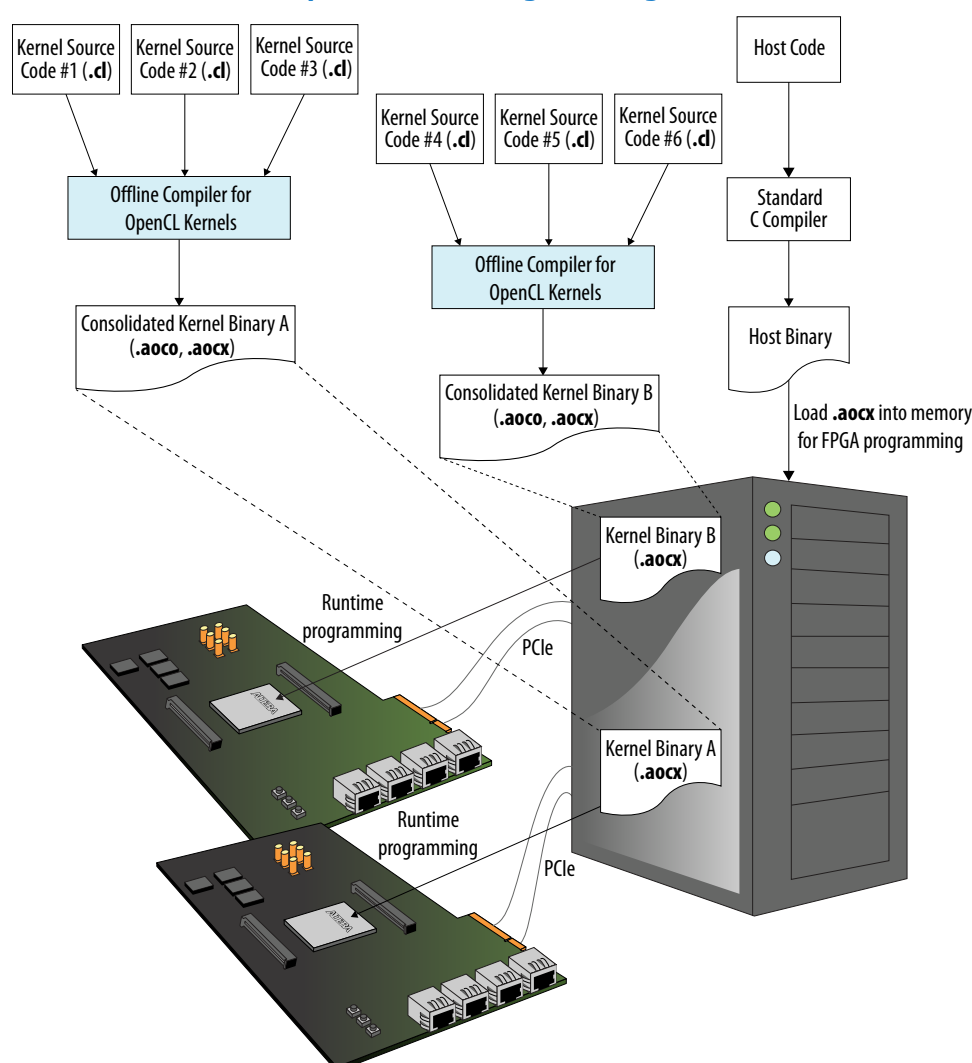 Kernel Source
Code #1 (.cl)
Kernel Source
Code #2 (.cl)
Kernel Source
Code #3 (.cl)
Host Code
Kernel Source
Code #4 (.cl)
Kernel Source
Code #5 (.cl)
Kernel Source
Code #6 (.cl)
Offline Compiler for
OpenCL Kernels
Standard
C Compiler
Offline Compiler for
OpenCL Kernels
Consolidated Kernel Binary A
(.aoco, .aocx)
Host Binary
Consolidated Kernel Binary B
(.aoco, .aocx)
Load .aocx into memory
for FPGA programming
Kernel Binary B
(.aocx)
Runtime
programming
PCIe
ALTERA
Kernel Binary A
(.aocx)
Runtime
programming
PCIe
ALTERA